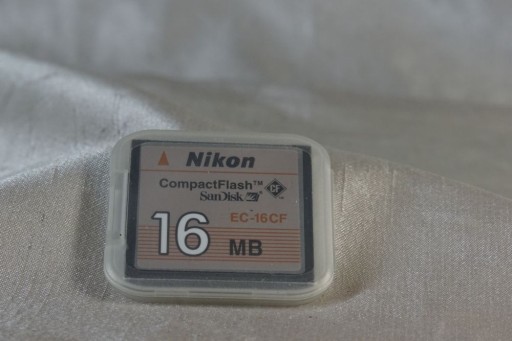 Nikon
CompactFlash™ CF
SanDisk
EC-16CF
16 MB